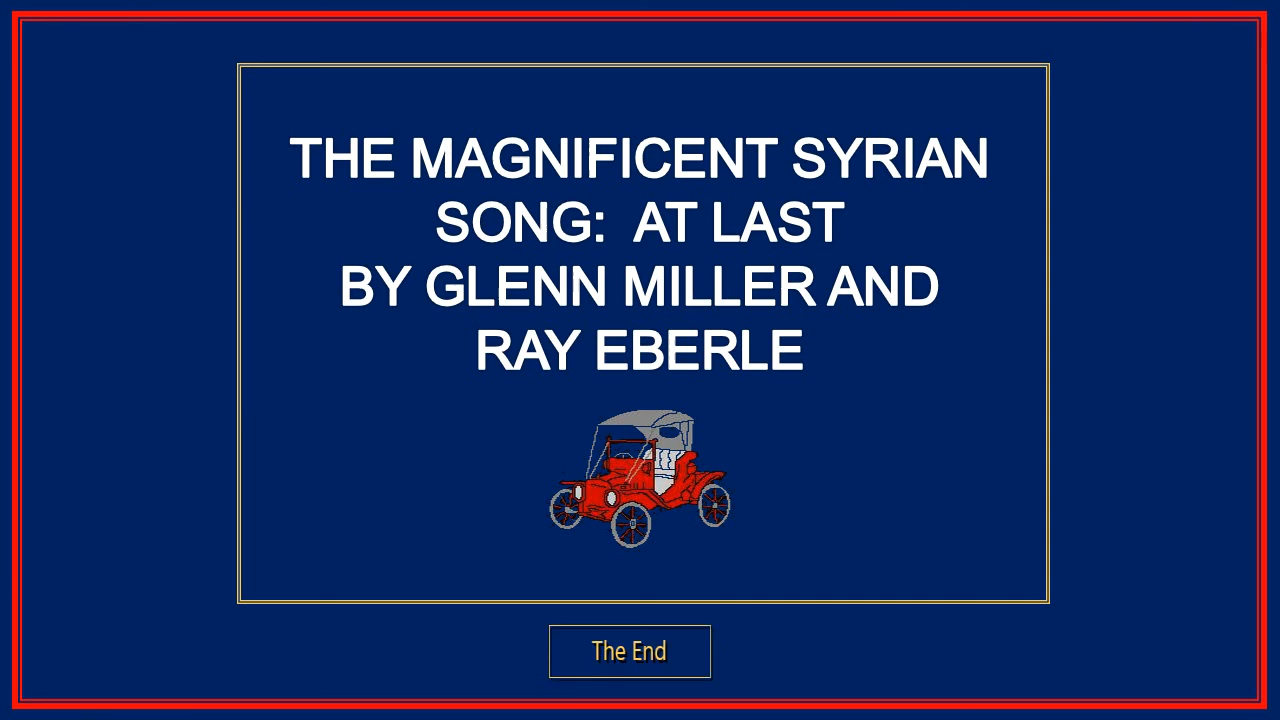 THE MAGNIFICENT SYRIAN
SONG:  AT LAST
BY GLENN MILLER AND
RAY EBERLE
The End